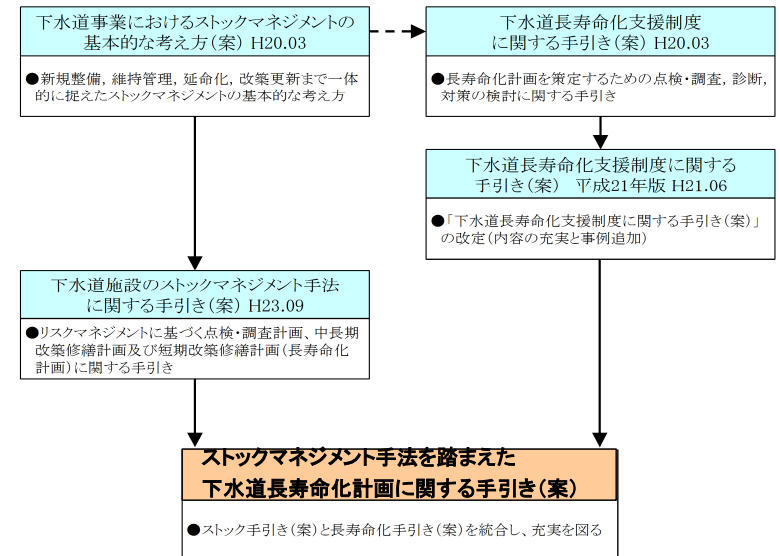 下水道事業におけるストックマネジメントの
基本的な考え方(案) H20.03
●新規整備, 維持管理, 延命化, 改築更新まで一体
的に捉えたストックマネジメントの基本的な考え方
下水道長寿命化支援制度
に関する手引き(案) H20.03
●長寿命化計画を策定するための点検・調査, 診断,
対策の検討に関する手引き
下水道長寿命化支援制度に関する
手引き(案)　平成21年版 H21.06
●「下水道長寿命化支援制度に関する手引き(案)」
の改定(内容の充実と事例追加)
下水道施設のストックマネジメント手法
に関する手引き(案) H23.09
●リスクマネジメントに基づく点検・調査計画、中長期
改築修繕計画及び短期改築修繕計画(長寿命化
計画)に関する手引き
ストックマネジメント手法を踏まえた
下水道長寿命化計画に関する手引き(案)
●ストック手引き(案)と長寿命化手引き(案)を統合し、充実を図る